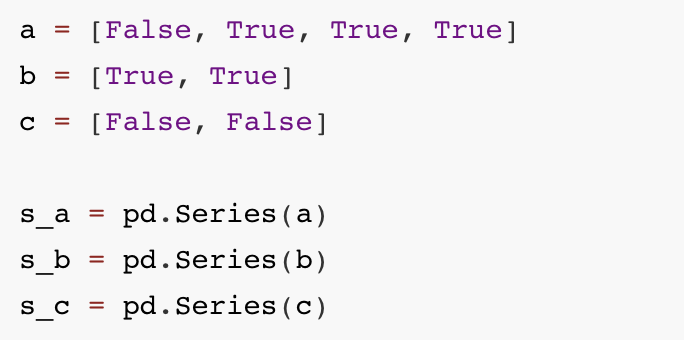 a = [False, True, True, True]
b = [True, True]
c = [False, False]
s_a = pd.Series(a)
s_b = pd.Series(b)
s_c = pd.Series(c)